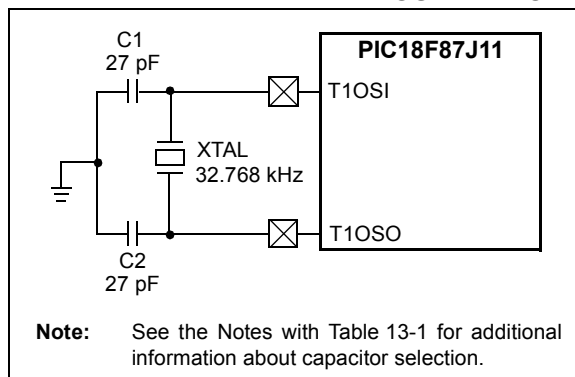 C1
27 pF
PIC18F87J11
T1OSI
XTAL
32.768 kHz
T1OSO
C2
27 pF
Note: See the Notes with Table 13-1 for additional
information about capacitor selection.